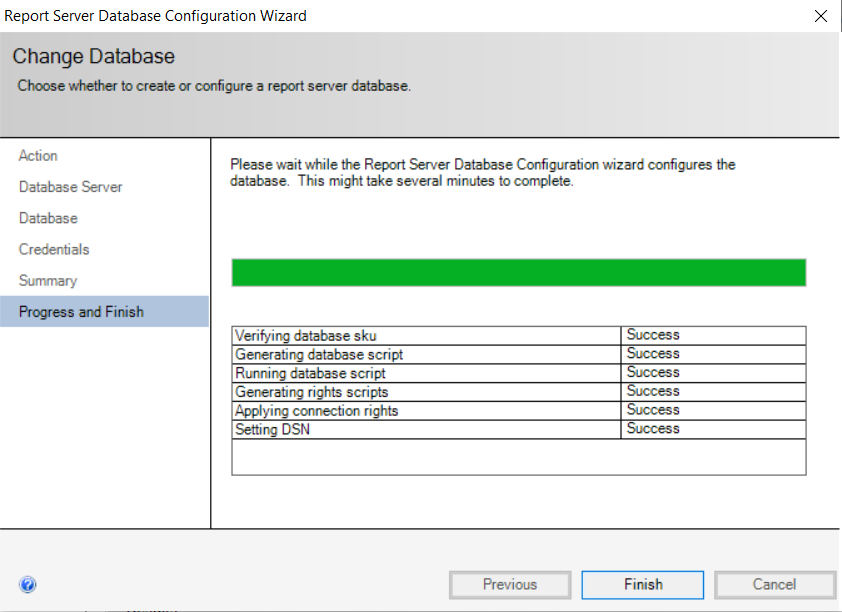 Report Server Database Configuration Wizard
Change Database
Choose whether to create or configure a report server database.
Action
Database Server
Database
Credentials
Summary
Progress and Finish
Please wait while the Report Server Database Configuration wizard configures the
database.  This might take several minutes to complete.
Verifying database sku Success
Generating database script Success
Running database script Success
Generating rights scripts Success
Applying connection rights Success
Setting DSN Success
Previous Finish Cancel